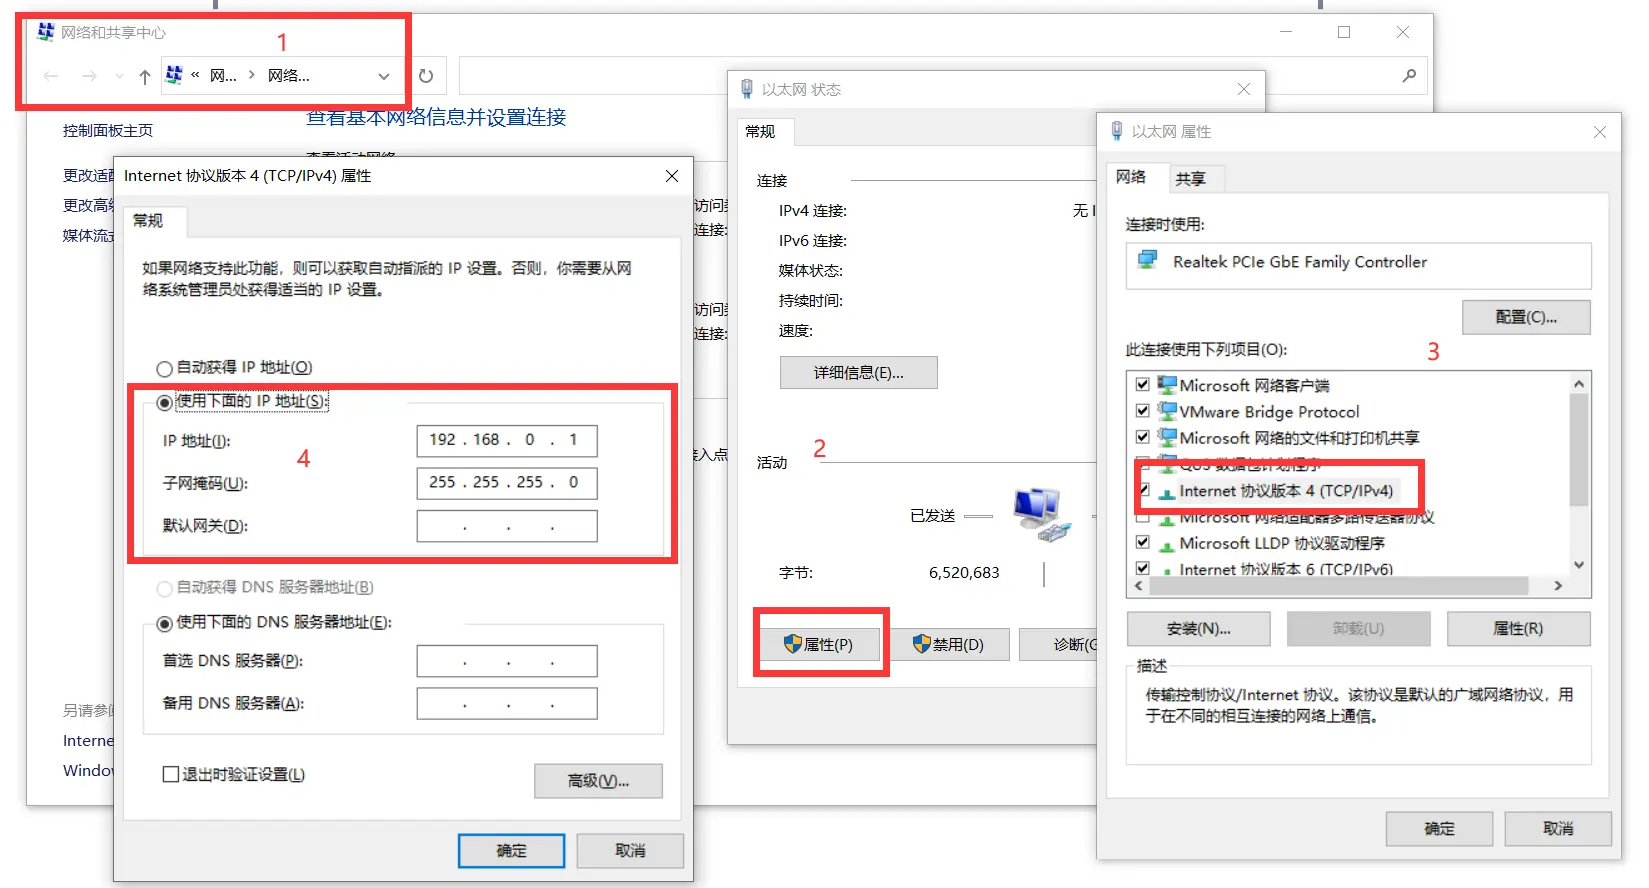 网络和共享中心
1
« 网... › 网络...
查看基本网络信息并设置连接
控制面板主页
更改适配
更改高级
媒体流式
访问类
连接:
访问类
连接:
接入点
另请参阅
Interne
Window
Internet 协议版本 4 (TCP/IPv4) 属性
常规
如果网络支持此功能，则可以获取自动指派的 IP 设置。否则，你需要从网
络系统管理员处获得适当的 IP 设置。
自动获得 IP 地址(O)
使用下面的 IP 地址(S):
IP 地址(I):
192 . 168 . 0 . 1
4
子网掩码(U):
255 . 255 . 255 . 0
默认网关(D):
. . .
自动获得 DNS 服务器地址(B)
使用下面的 DNS 服务器地址(E):
首选 DNS 服务器(P):
. . .
备用 DNS 服务器(A):
. . .
退出时验证设置(L)
高级(V)...
确定
取消
以太网 状态
常规
连接
IPv4 连接:
无 I
IPv6 连接:
媒体状态:
持续时间:
速度:
详细信息(E)...
2
活动
已发送
字节:
6,520,683
属性(P)
禁用(D)
诊断(G
以太网 属性
网络
共享
连接时使用:
Realtek PCIe GbE Family Controller
配置(C)...
此连接使用下列项目(O):
3
Microsoft 网络客户端
VMware Bridge Protocol
Microsoft 网络的文件和打印机共享
QoS 数据包计划程序
Internet 协议版本 4 (TCP/IPv4)
Microsoft 网络适配器多路传送器协议
Microsoft LLDP 协议驱动程序
Internet 协议版本 6 (TCP/IPv6)
安装(N)...
卸载(U)
属性(R)
描述
传输控制协议/Internet 协议。该协议是默认的广域网络协议，用
于在不同的相互连接的网络上通信。
确定
取消